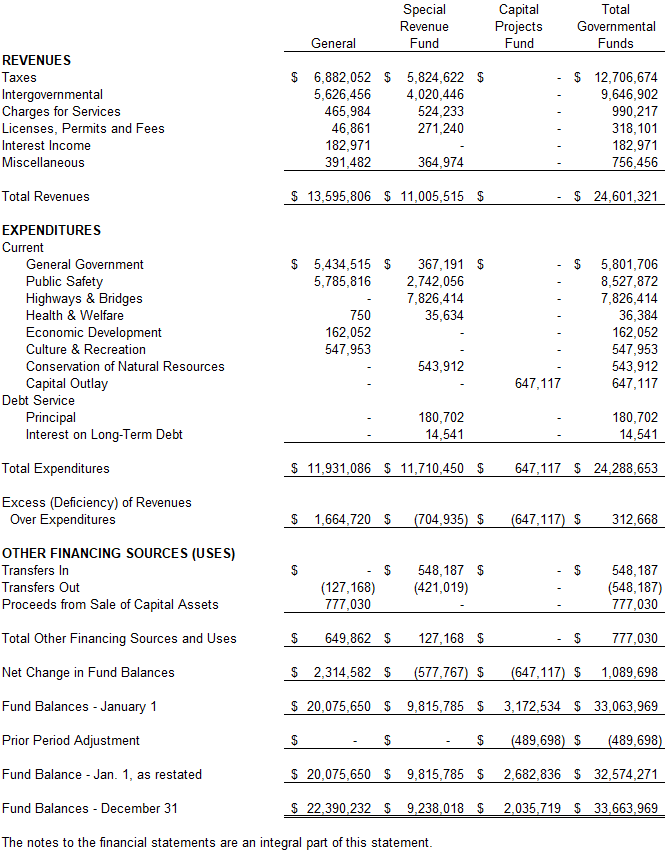 Special Capital Total
Revenue Projects Governmental
General Fund Fund Funds
REVENUES
Taxes $ 6,882,052 $ 5,824,622 $ - $ 12,706,674
Intergovernmental 5,626,456 4,020,446 - 9,646,902
Charges for Services 465,984 524,233 - 990,217
Licenses, Permits and Fees 46,861 271,240 - 318,101
Interest Income 182,971 - - 182,971
Miscellaneous 391,482 364,974 - 756,456
Total Revenues $ 13,595,806 $ 11,005,515 $ - $ 24,601,321
EXPENDITURES
Current
General Government $ 5,434,515 $ 367,191 $ - $ 5,801,706
Public Safety 5,785,816 2,742,056 - 8,527,872
Highways & Bridges - 7,826,414 - 7,826,414
Health & Welfare 750 35,634 - 36,384
Economic Development 162,052 - - 162,052
Culture & Recreation 547,953 - - 547,953
Conservation of Natural Resources - 543,912 - 543,912
Capital Outlay - - 647,117 647,117
Debt Service
Principal - 180,702 - 180,702
Interest on Long-Term Debt - 14,541 - 14,541
Total Expenditures $ 11,931,086 $ 11,710,450 $ 647,117 $ 24,288,653
Excess (Deficiency) of Revenues
Over Expenditures $ 1,664,720 $ (704,935) $ (647,117) $ 312,668
OTHER FINANCING SOURCES (USES)
Transfers In $ - $ 548,187 $ - $ 548,187
Transfers Out (127,168) (421,019) - (548,187)
Proceeds from Sale of Capital Assets 777,030 - - 777,030
Total Other Financing Sources and Uses $ 649,862 $ 127,168 $ - $ 777,030
Net Change in Fund Balances $ 2,314,582 $ (577,767) $ (647,117) $ 1,089,698
Fund Balances - January 1 $ 20,075,650 $ 9,815,785 $ 3,172,534 $ 33,063,969
Prior Period Adjustment $ - $ - $ (489,698) $ (489,698)
Fund Balance - Jan. 1, as restated $ 20,075,650 $ 9,815,785 $ 2,682,836 $ 32,574,271
Fund Balances - December 31 $ 22,390,232 $ 9,238,018 $ 2,035,719 $ 33,663,969
The notes to the financial statements are an integral part of this statement.